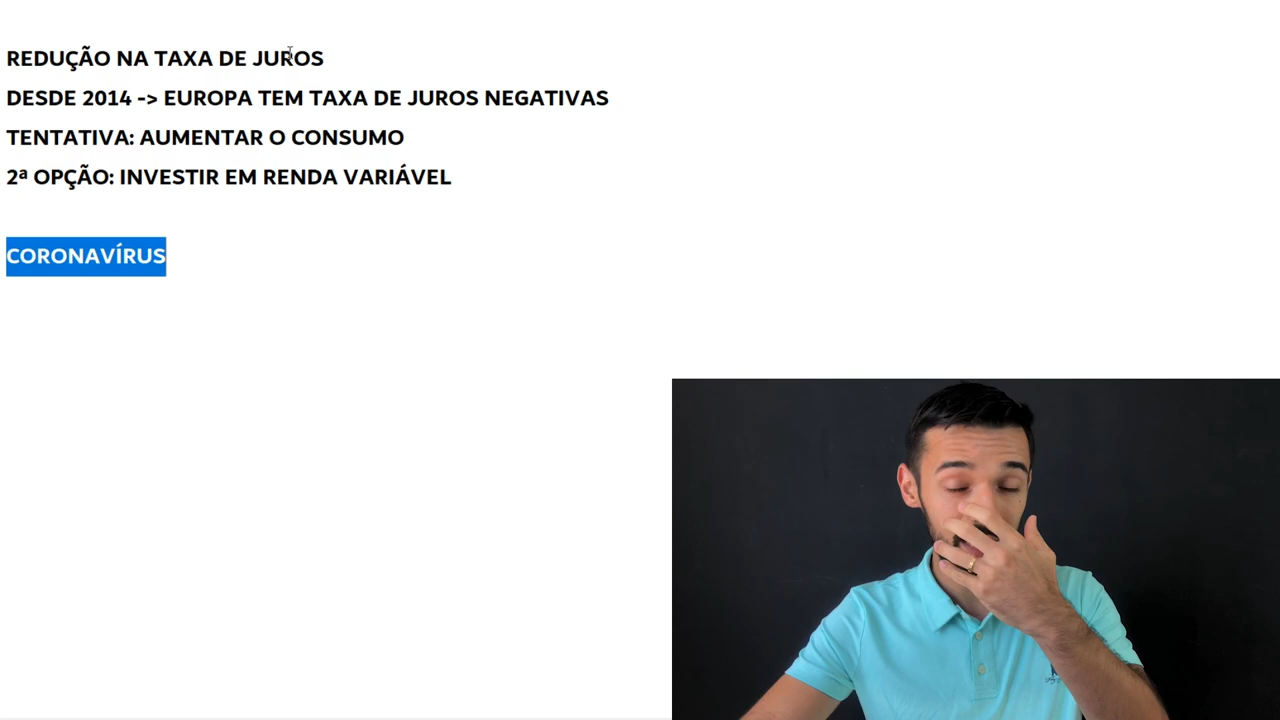 REDUÇÃO NA TAXA DE JUROS
DESDE 2014 -> EUROPA TEM TAXA DE JUROS NEGATIVAS
TENTATIVA: AUMENTAR O CONSUMO
2ª OPÇÃO: INVESTIR EM RENDA VARIÁVEL
CORONAVÍRUS